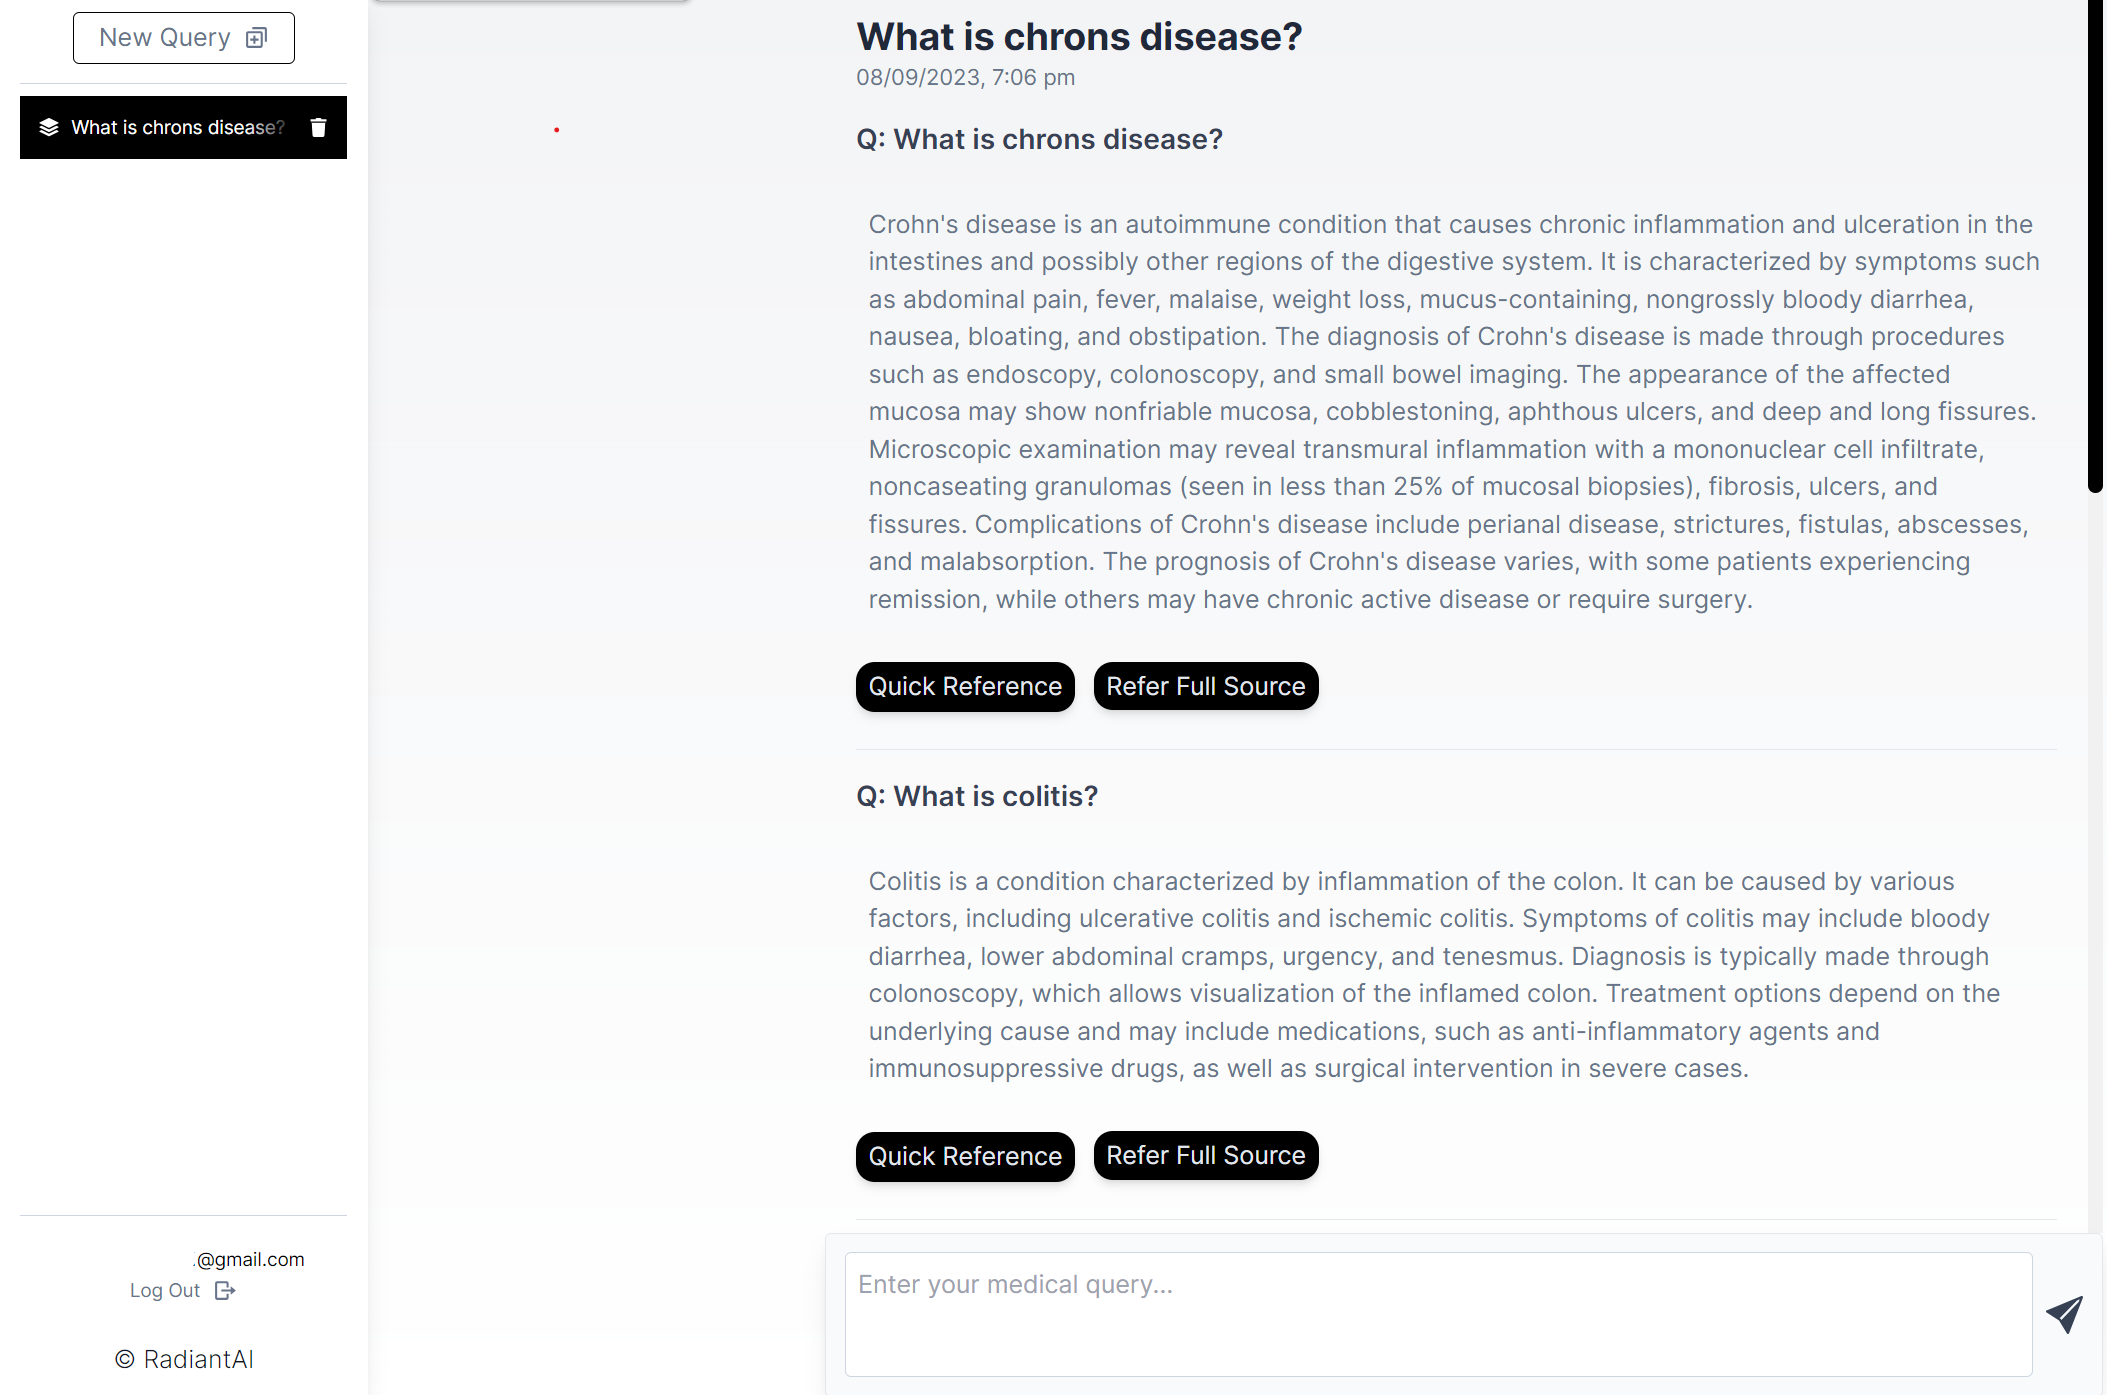 New Query
What is chrons disease?
@gmail.com
Log Out
© RadiantAI
What is chrons disease?
08/09/2023, 7:06 pm
Q: What is chrons disease?
Crohn's disease is an autoimmune condition that causes chronic inflammation and ulceration in the
intestines and possibly other regions of the digestive system. It is characterized by symptoms such
as abdominal pain, fever, malaise, weight loss, mucus-containing, nongrossly bloody diarrhea,
nausea, bloating, and obstipation. The diagnosis of Crohn's disease is made through procedures
such as endoscopy, colonoscopy, and small bowel imaging. The appearance of the affected
mucosa may show nonfriable mucosa, cobblestoning, aphthous ulcers, and deep and long fissures.
Microscopic examination may reveal transmural inflammation with a mononuclear cell infiltrate,
noncaseating granulomas (seen in less than 25% of mucosal biopsies), fibrosis, ulcers, and
fissures. Complications of Crohn's disease include perianal disease, strictures, fistulas, abscesses,
and malabsorption. The prognosis of Crohn's disease varies, with some patients experiencing
remission, while others may have chronic active disease or require surgery.
Quick Reference Refer Full Source
Q: What is colitis?
Colitis is a condition characterized by inflammation of the colon. It can be caused by various
factors, including ulcerative colitis and ischemic colitis. Symptoms of colitis may include bloody
diarrhea, lower abdominal cramps, urgency, and tenesmus. Diagnosis is typically made through
colonoscopy, which allows visualization of the inflamed colon. Treatment options depend on the
underlying cause and may include medications, such as anti-inflammatory agents and
immunosuppressive drugs, as well as surgical intervention in severe cases.
Quick Reference Refer Full Source
Enter your medical query...